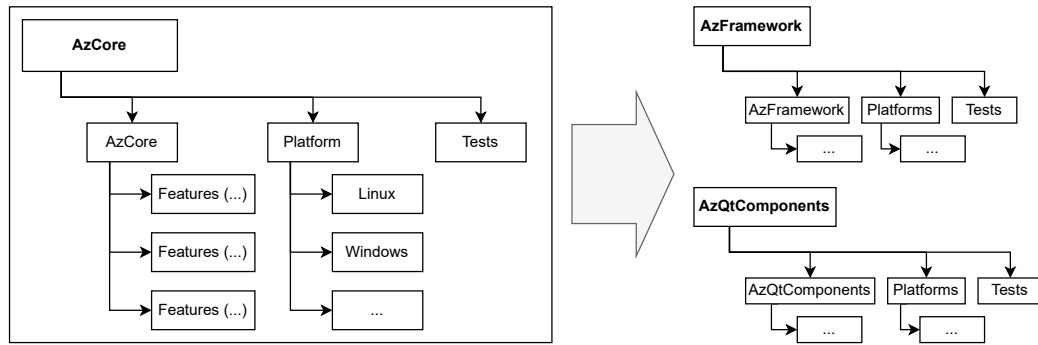 AzCore
AzCore
Platform
Tests
Features (...)
Linux
Features (...)
Windows
Features (...)
...
AzFramework
AzFramework
Platforms
Tests
...
...
AzQtComponents
AzQtComponents
Platforms
Tests
...
...